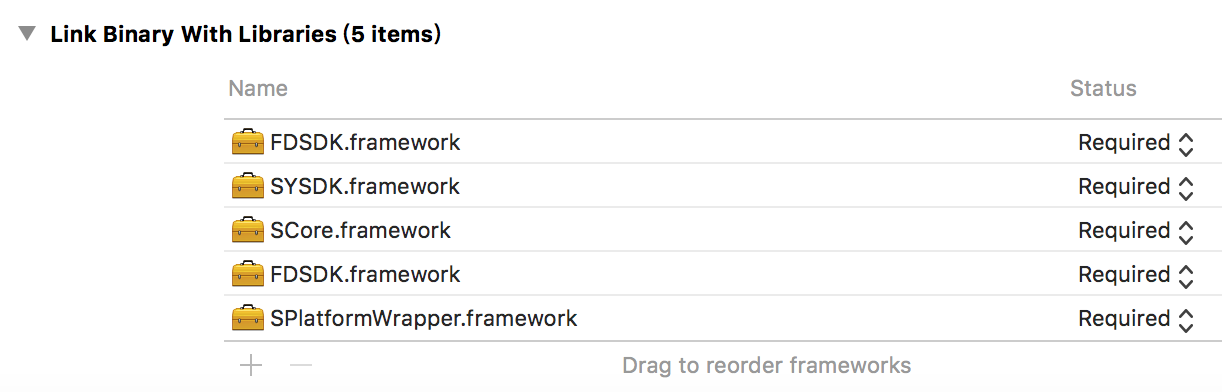 Link Binary With Libraries (5 items)
Name Status
FDSDK.framework Required
SYSDK.framework Required
SCore.framework Required
FDSDK.framework Required
SPlatformWrapper.framework Required
Drag to reorder frameworks